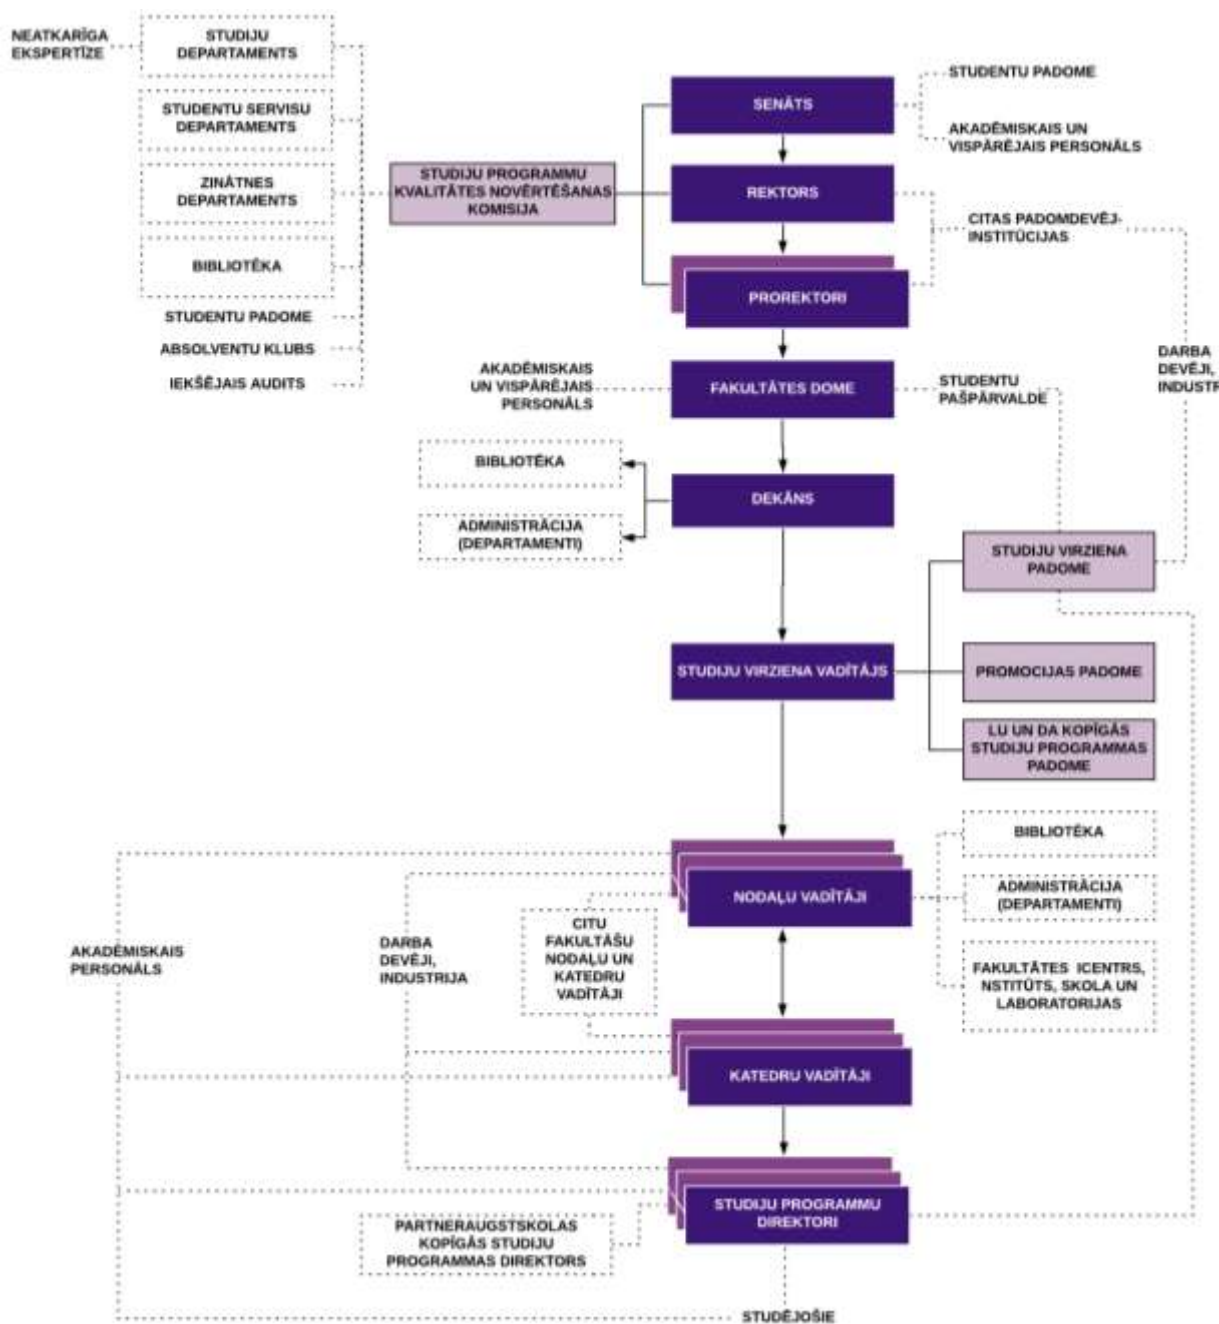 NEATKARĪGA
EKSPERTĪZE
STUDIJU
DEPARTAMENTS
STUDENTU SERVISU
DEPARTAMENTS
ZINĀTNES
DEPARTAMENTS
BIBLIOTĒKA
STUDENTU PADOME
ABSOLVENTU KLUBS
IEKŠĒJAIS AUDITS
STUDIJU PROGRAMMU
KVALITĀTES NOVĒRTĒŠANAS
KOMISIJA
SENĀTS
STUDENTU PADOME
AKADĒMISKAIS UN
VISPĀRĒJAIS PERSONĀLS
REKTORS
CITAS PADOMDEVĒJ-
INSTITŪCIJAS
PROREKTORI
DARBA
DEVĒJI,
INDUSTR
AKADĒMISKAIS
UN VISPĀRĒJAIS
PERSONĀLS
FAKULTĀTES DOME
STUDENTU
PAŠPĀRVALDE
BIBLIOTĒKA
ADMINISTRĀCIJA
(DEPARTAMENTI)
DEKĀNS
STUDIJU VIRZIENA
PADOME
STUDIJU VIRZIENA VADĪTĀJS
PROMOCIJAS PADOME
LU UN DA KOPĪGĀS
STUDIJU PROGRAMMAS
PADOME
NODAĻU VADĪTĀJI
BIBLIOTĒKA
ADMINISTRĀCIJA
(DEPARTAMENTI)
FAKULTĀTES ICENTRS,
NSTITŪTS, SKOLA UN
LABORATORIJAS
AKADĒMISKAIS
PERSONĀLS
DARBA
DEVĒJI,
INDUSTRIJA
CITU
FAKULTĀŠU
NODAĻU UN
KATEDRU
VADĪTĀJI
KATEDRU VADĪTĀJI
STUDIJU PROGRAMMU
DIREKTORI
PARTNERAUGSTSKOLAS
KOPĪGĀS STUDIJU
PROGRAMMAS DIREKTORS
STUDĒJOŠIE